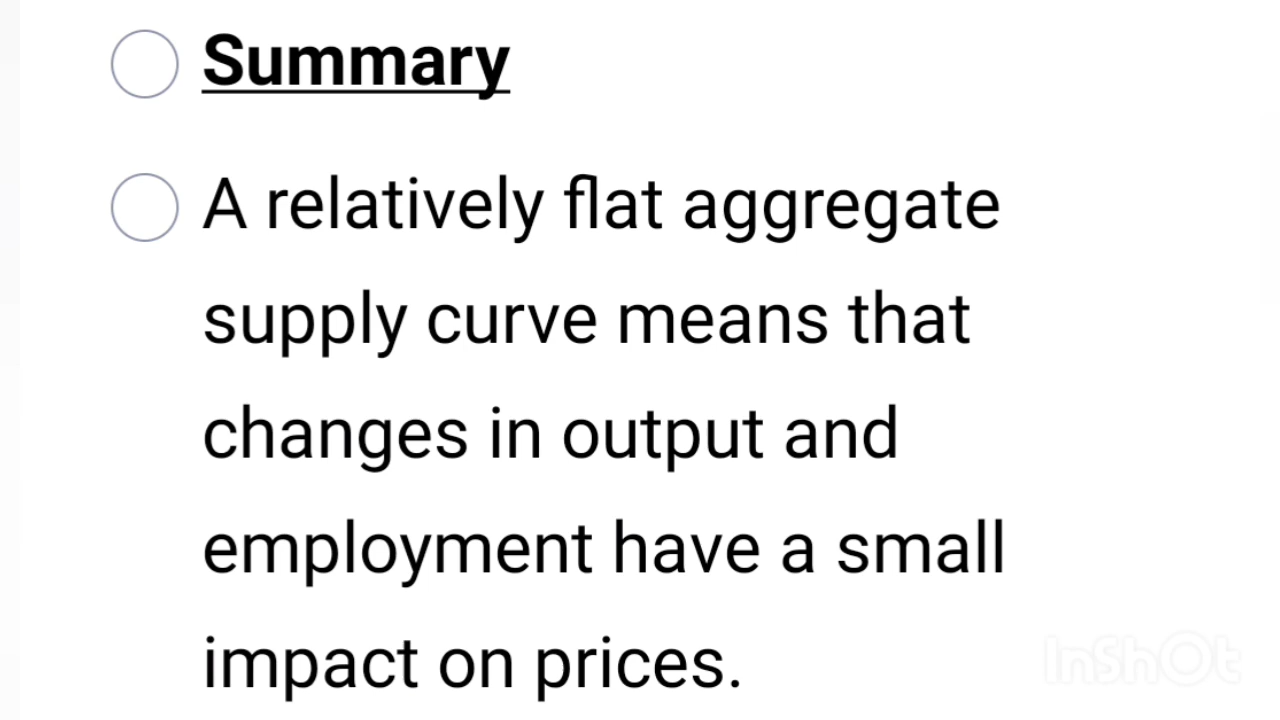 Summary
A relatively flat aggregate
supply curve means that
changes in output and
employment have a small
impact on prices.
InShOt